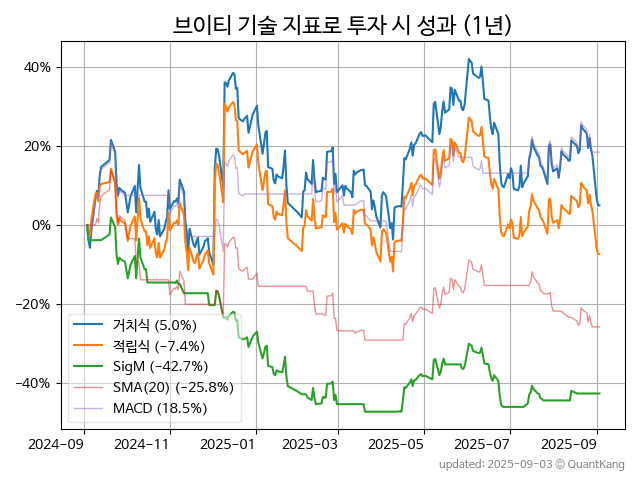 브이티 기술 지표로 투자 시 성과 (1년)
40%
20%
0%
−20%
−40%
거치식 (5.0%)
적립식 (−7.4%)
SigM (−42.7%)
SMA(20) (−25.8%)
MACD (18.5%)
2024-09
2024-11
2025-01
2025-03
2025-05
2025-07
2025-09
updated: 2025-09-03 © QuantKang